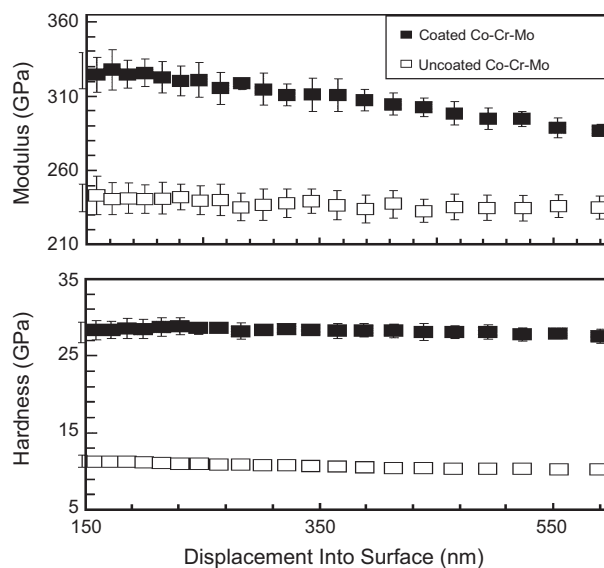 360
310
260
210
Modulus (GPa)
Coated Co-Cr-Mo
Uncoated Co-Cr-Mo
35
25
15
5
Hardness (GPa)
150
350
550
Displacement Into Surface (nm)